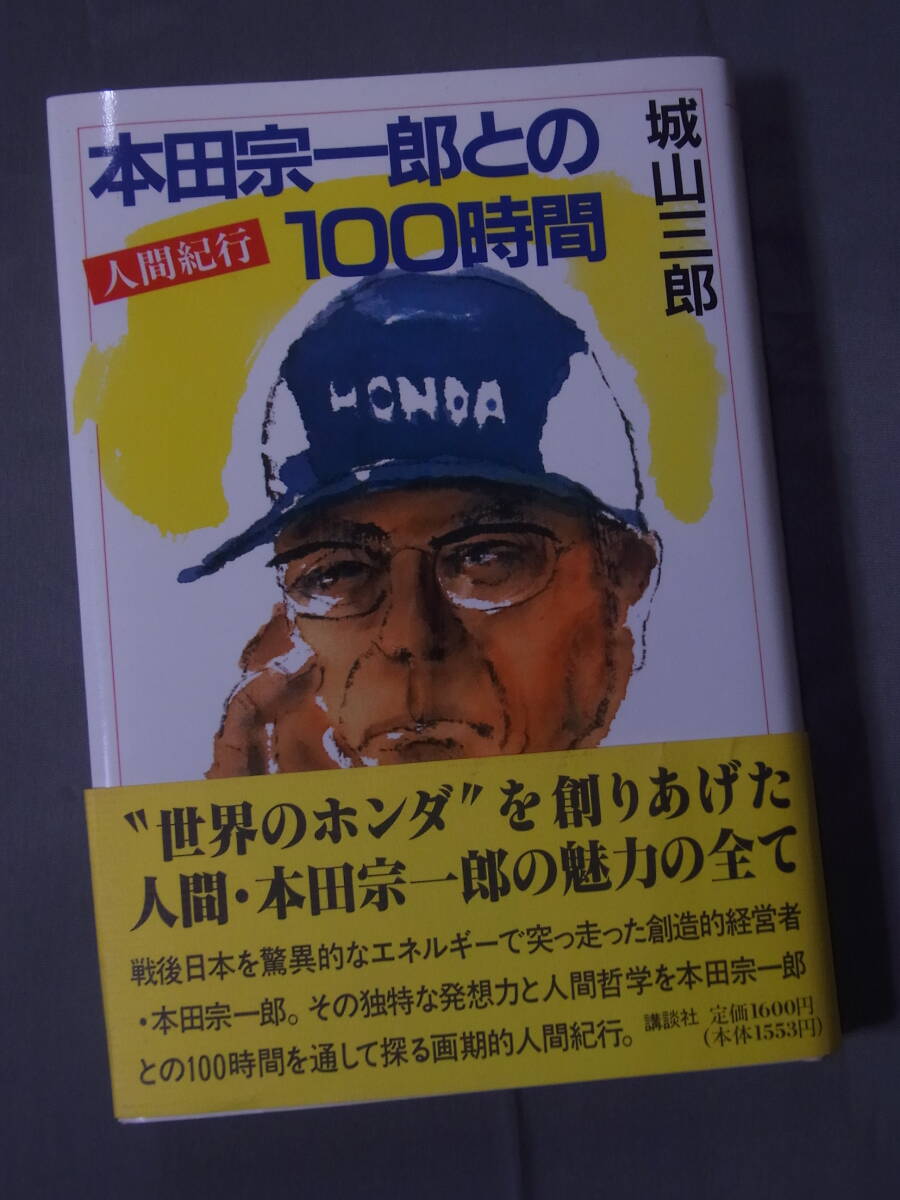 本田宗一郎との
100時間
人間紀行
城山三郎
HONDA
〝世界のホンダ〟を創りあげた
人間・本田宗一郎の魅力の全て
戦後日本を驚異的なエネルギーで突っ走った創造的経営者
・本田宗一郎。その独特な発想力と人間哲学を本田宗一郎
との100時間を通して探る画期的人間紀行。
講談社 定価1600円
(本体1553円)